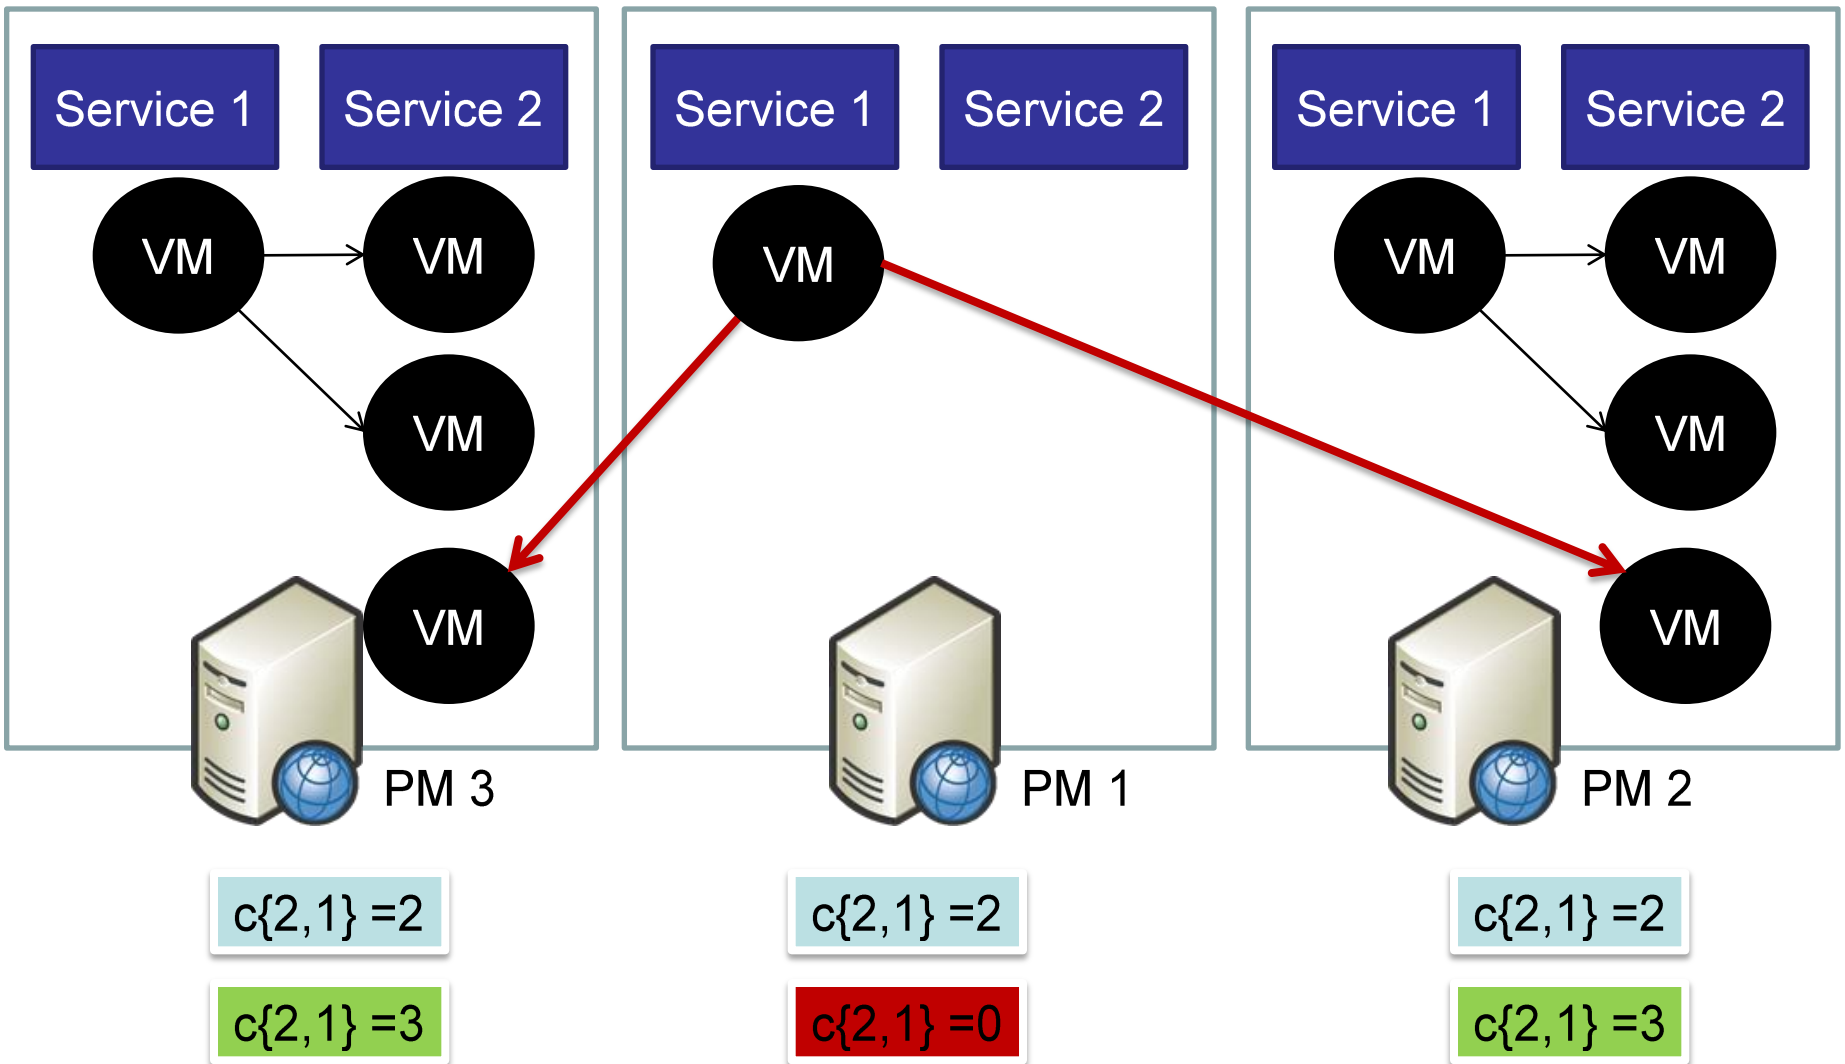 Service 1
Service 2
Service 1
Service 2
Service 1
Service 2
VM
VM
VM
VM
VM
VM
VM
VM
VM
PM 3
PM 1
PM 2
c{2,1} =2
c{2,1} =2
c{2,1} =2
c{2,1} =3
c{2,1} =0
c{2,1} =3